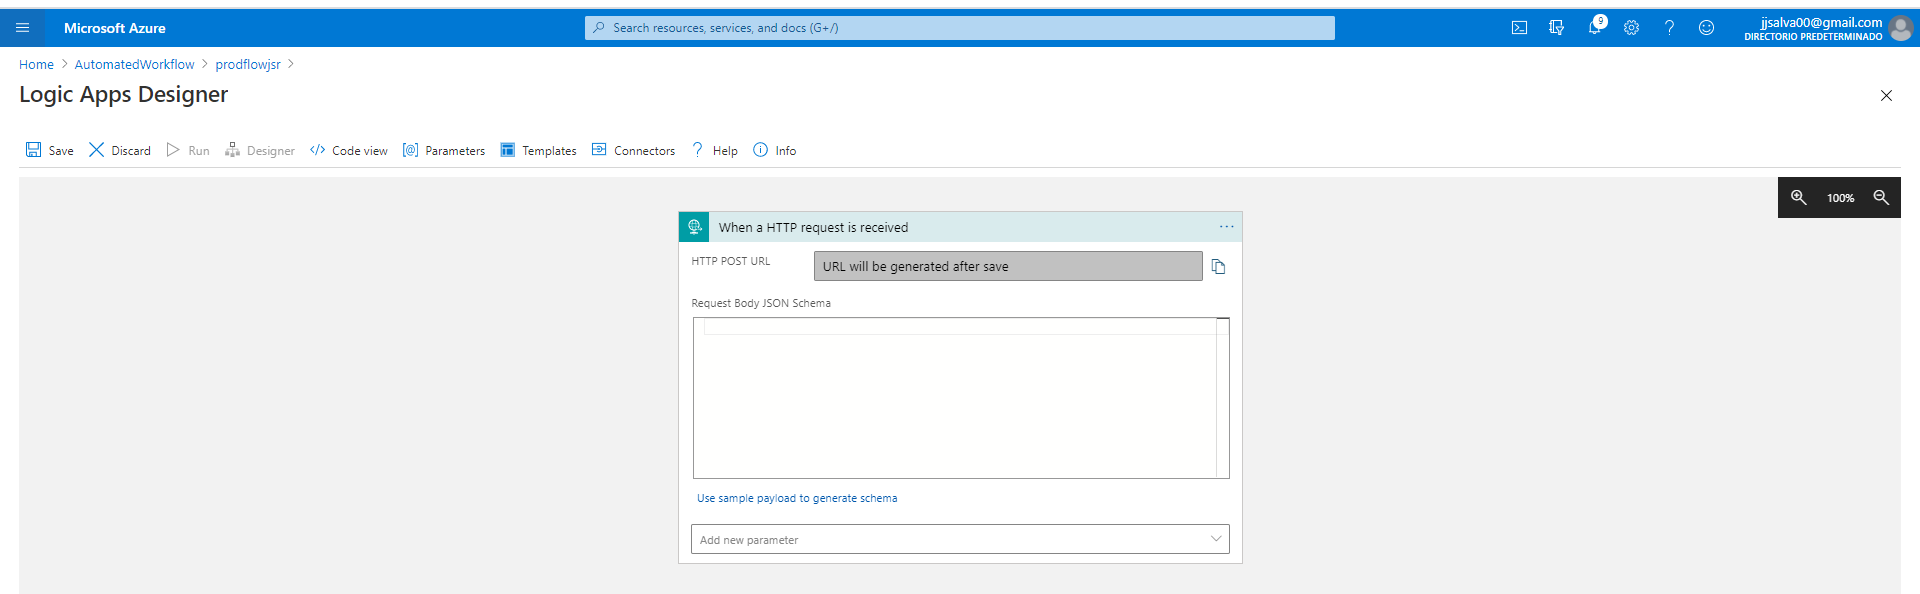 Microsoft Azure
Search resources, services, and docs (G+/)
9
jjsalva00@gmail.com
DIRECTORIO PREDETERMINADO
Home > AutomatedWorkflow > prodflowjsr >
Logic Apps Designer
Save Discard Run Designer Code view Parameters Templates Connectors Help Info
100%
When a HTTP request is received
HTTP POST URL
URL will be generated after save
Request Body JSON Schema
Use sample payload to generate schema
Add new parameter